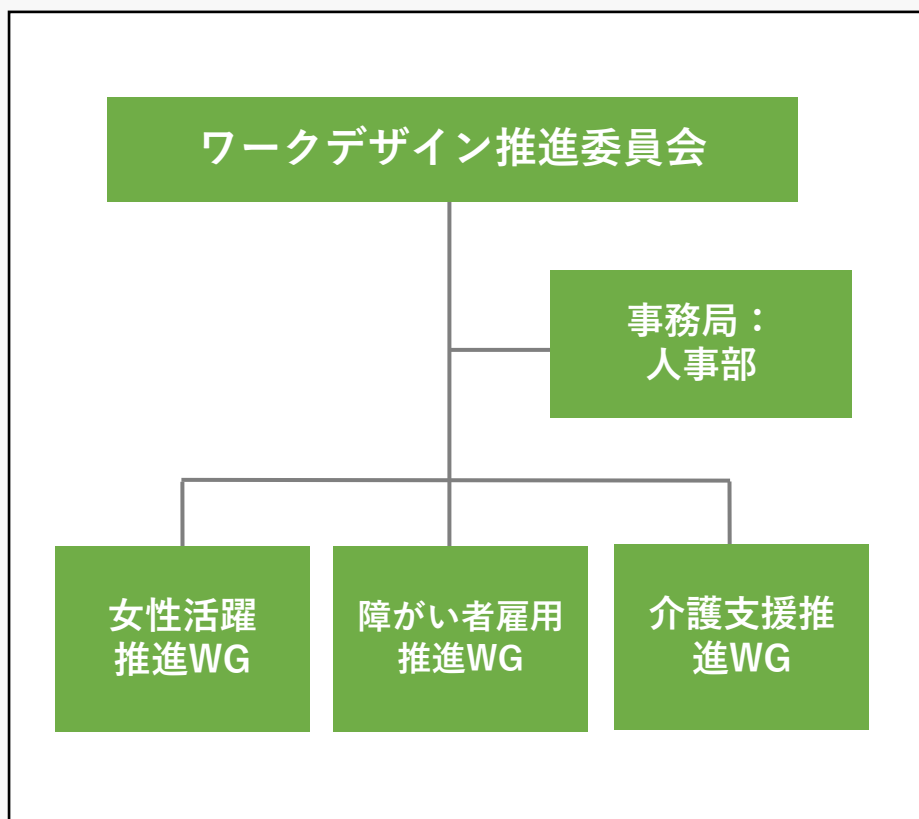 ワークデザイン推進委員会
事務局：
人事部
女性活躍
推進WG
障がい者雇用
推進WG
介護支援推
進WG